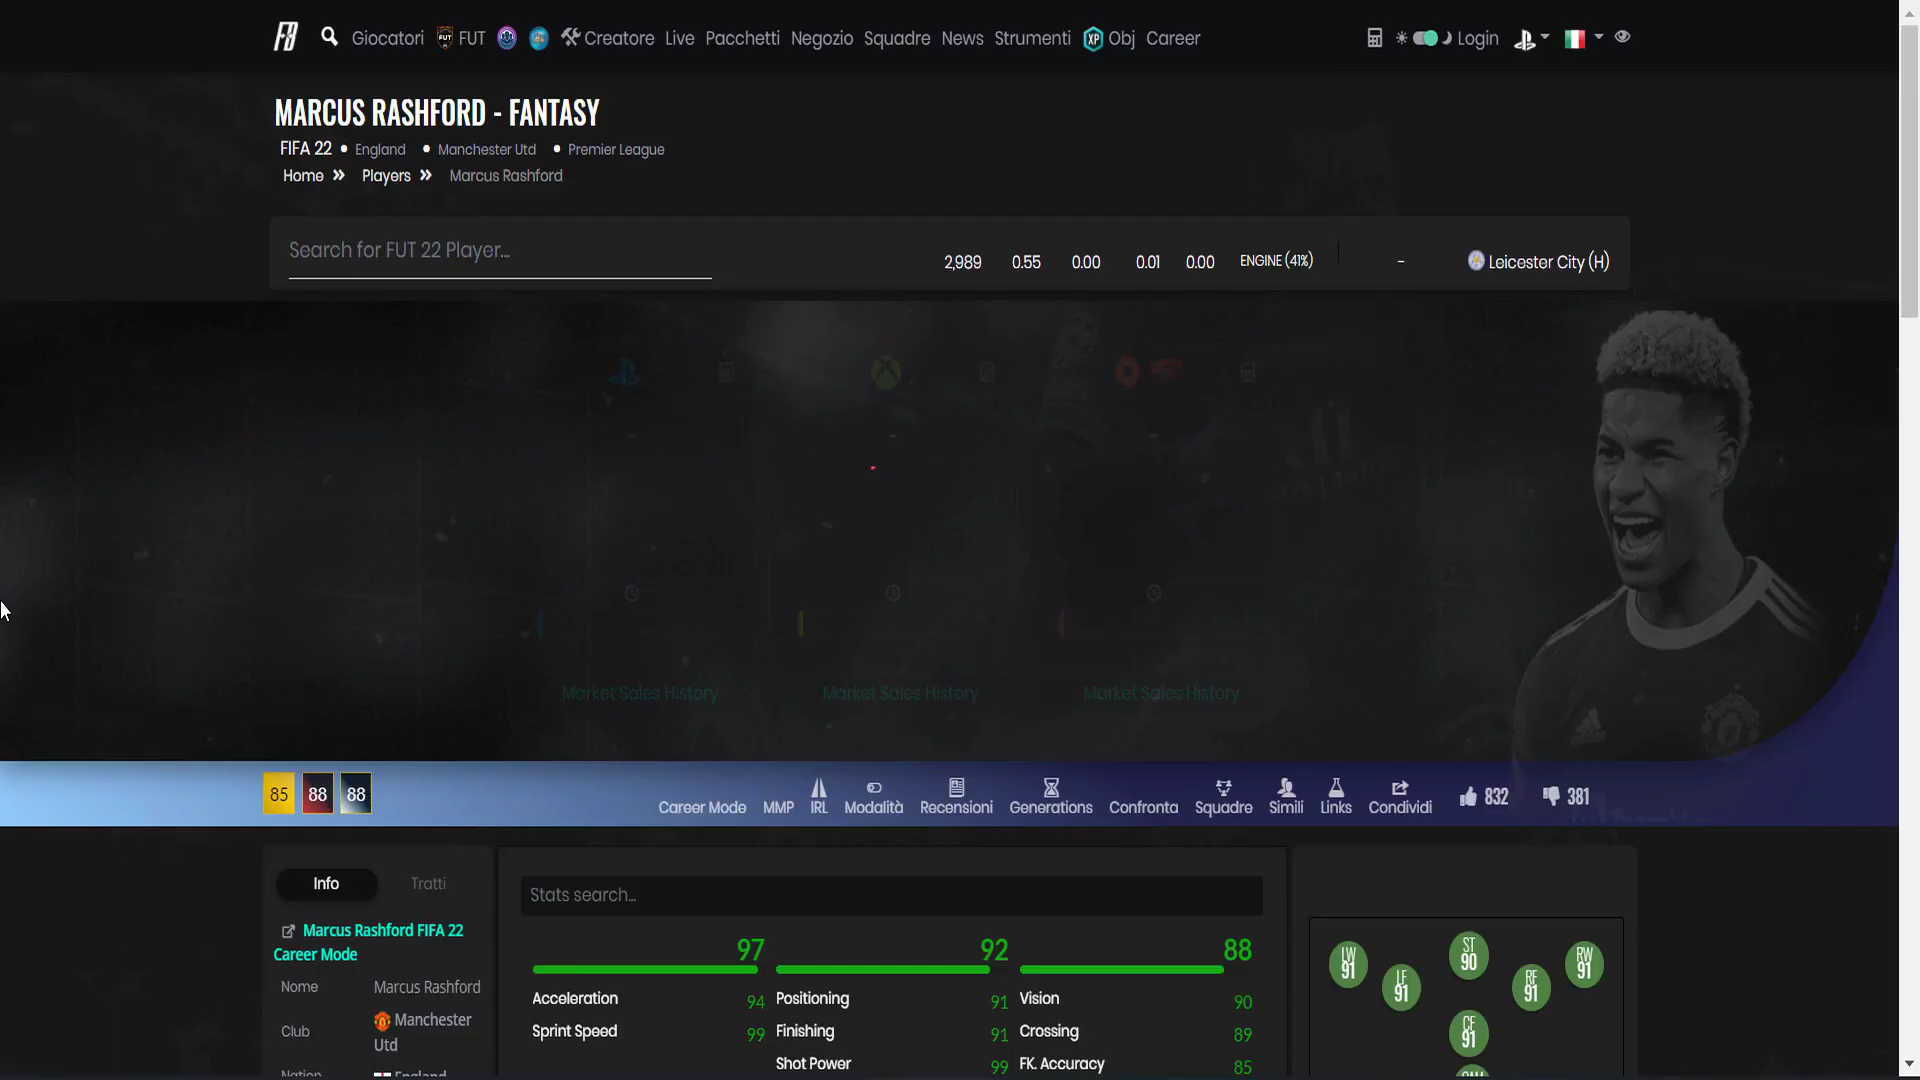 Giocatori FUT Creatore Live Pacchetti Negozio Squadre News Strumenti XP Obj Career Login
MARCUS RASHFORD - FANTASY
FIFA 22 • England • Manchester Utd • Premier League
Home » Players » Marcus Rashford
Search for FUT 22 Player...
2,989 0.55 0.00 0.01 0.00 ENGINE (41%) - Leicester City (H)
Market Sales History Market Sales History Market Sales History
85 88 88
Career Mode MMP IRL Modalità Recensioni Generations Confronta Squadre Simili Links Condividi 832 381
Info Tratti
Marcus Rashford FIFA 22
Career Mode
Nome Marcus Rashford
Club Manchester
Utd
Nation England
Stats search...
97 92 88
Acceleration 94 Positioning 91 Vision 90
Sprint Speed 99 Finishing 91 Crossing 89
Shot Power 99 FK. Accuracy 85
LW
91
ST
90
RW
91
LF
91
RF
91
CF
91
CAM